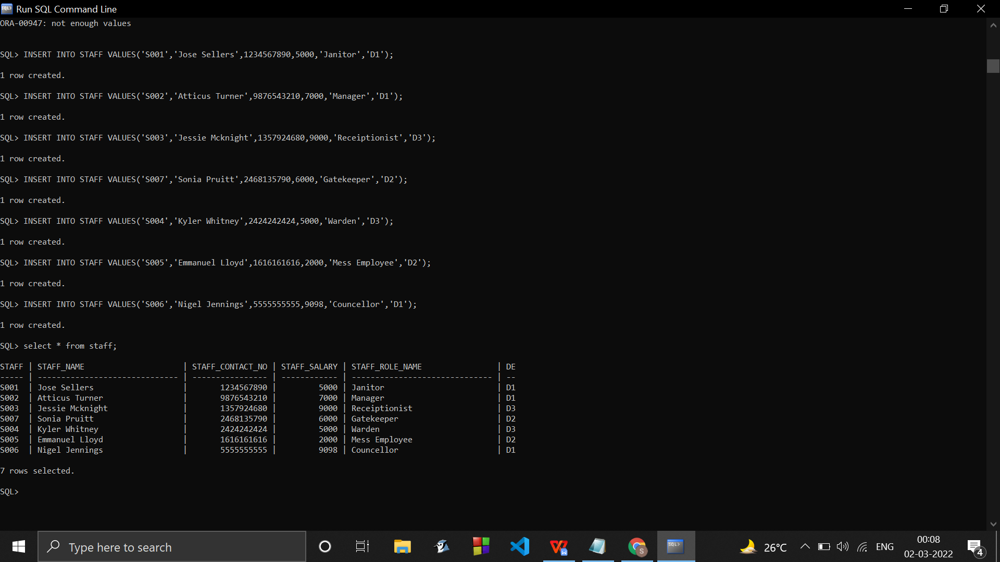 Run SQL Command Line
ORA-00947: not enough values
SQL> INSERT INTO STAFF VALUES('S001','Jose Sellers',1234567890,5000,'Janitor','D1');
1 row created.
SQL> INSERT INTO STAFF VALUES('S002','Atticus Turner',9876543210,7000,'Manager','D1');
1 row created.
SQL> INSERT INTO STAFF VALUES('S003','Jessie Mcknight',1357924680,9000,'Receiptionist','D3');
1 row created.
SQL> INSERT INTO STAFF VALUES('S007','Sonia Pruitt',2468135790,6000,'Gatekeeper','D2');
1 row created.
SQL> INSERT INTO STAFF VALUES('S004','Kyler Whitney',2424242424,5000,'Warden','D3');
1 row created.
SQL> INSERT INTO STAFF VALUES('S005','Emmanuel Lloyd',1616161616,2000,'Mess Employee','D2');
1 row created.
SQL> INSERT INTO STAFF VALUES('S006','Nigel Jennings',5555555555,9098,'Councellor','D1');
1 row created.
SQL> select * from staff;
STAFF | STAFF_NAME                     | STAFF_CONTACT_NO | STAFF_SALARY | STAFF_ROLE_NAME                | DE
----- | ------------------------------ | ---------------- | ------------ | ------------------------------ | --
S001  | Jose Sellers                   |       1234567890 |         5000 | Janitor                        | D1
S002  | Atticus Turner                 |       9876543210 |         7000 | Manager                        | D1
S003  | Jessie Mcknight                |       1357924680 |         9000 | Receiptionist                  | D3
S007  | Sonia Pruitt                   |       2468135790 |         6000 | Gatekeeper                     | D2
S004  | Kyler Whitney                  |       2424242424 |         5000 | Warden                         | D3
S005  | Emmanuel Lloyd                 |       1616161616 |         2000 | Mess Employee                  | D2
S006  | Nigel Jennings                 |       5555555555 |         9098 | Councellor                     | D1
7 rows selected.
SQL>
Type here to search
26°C
ENG
00:08
02-03-2022
4